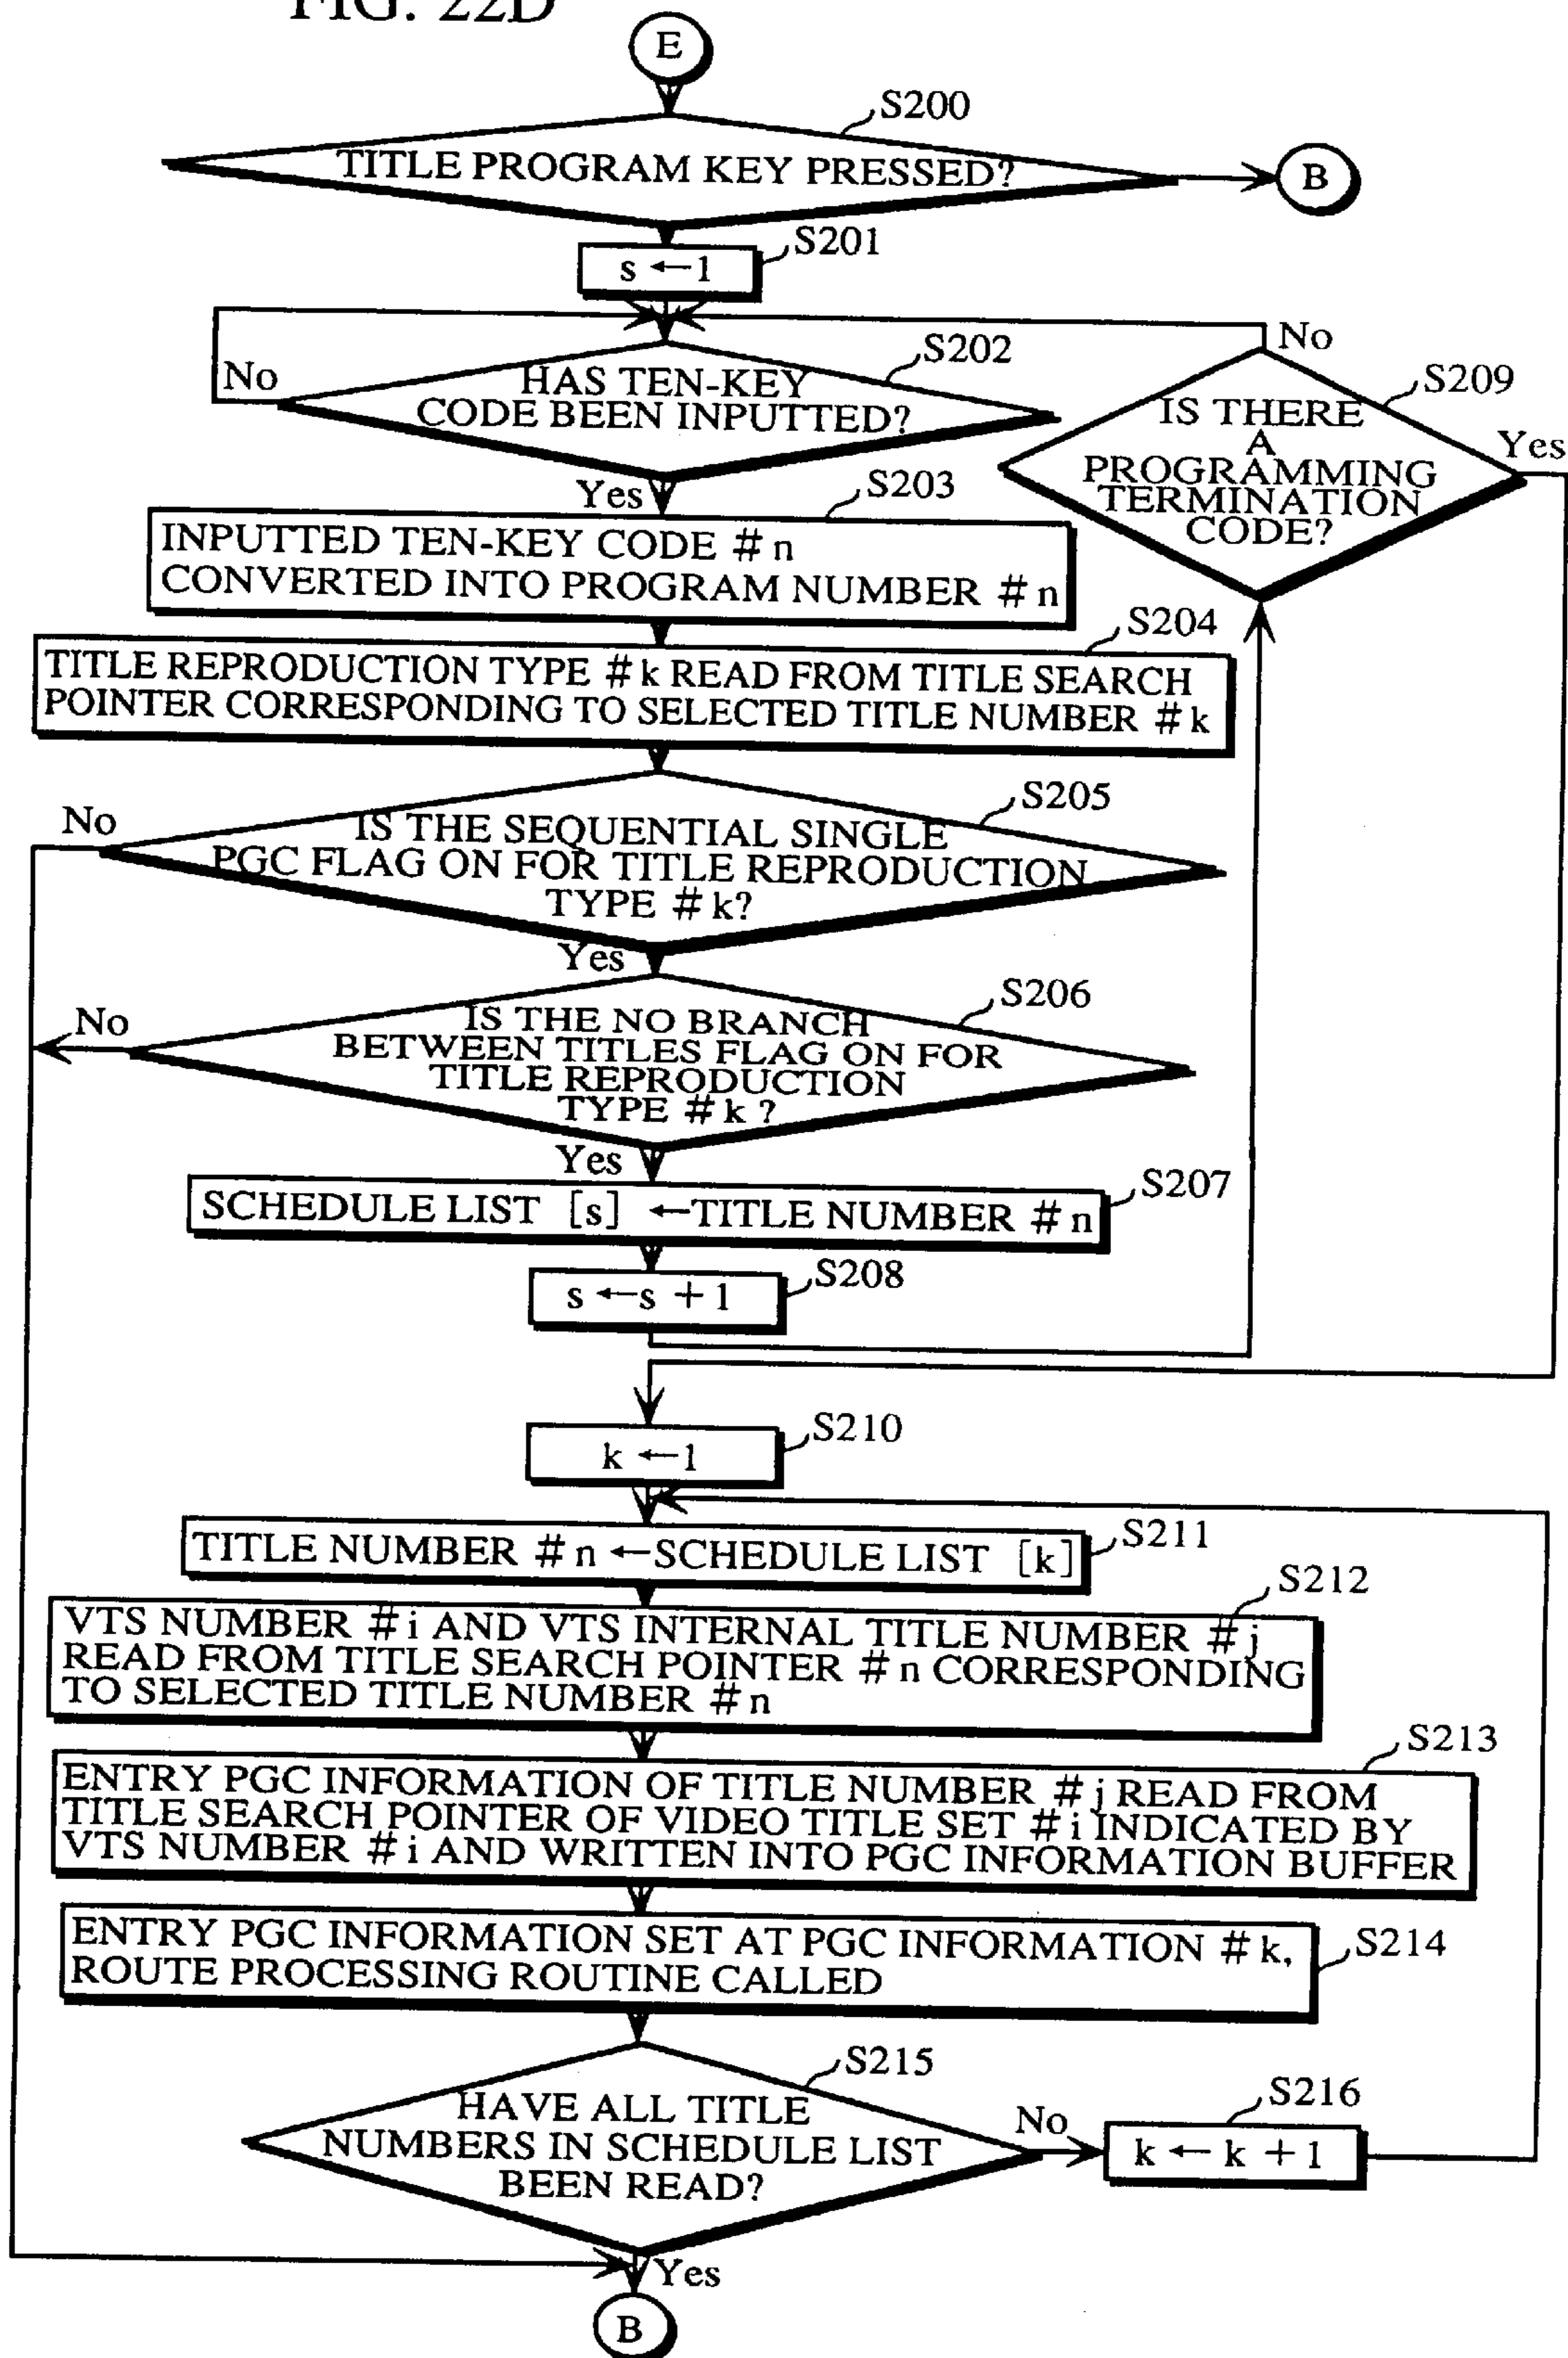 FIG. 22D
E
S200
TITLE PROGRAM KEY PRESSED?
B
S201
s ←1
No
S202
HAS TEN-KEY
CODE BEEN INPUTTED?
No
S209
IS THERE
A
PROGRAMMING
TERMINATION
CODE?
Yes
Yes
S203
INPUTTED TEN-KEY CODE #n
CONVERTED INTO PROGRAM NUMBER #n
S204
TITLE REPRODUCTION TYPE #k READ FROM TITLE SEARCH
POINTER CORRESPONDING TO SELECTED TITLE NUMBER #k
No
S205
IS THE SEQUENTIAL SINGLE
PGC FLAG ON FOR TITLE REPRODUCTION
TYPE #k?
Yes
No
S206
IS THE NO BRANCH
BETWEEN TITLES FLAG ON FOR
TITLE REPRODUCTION
TYPE #k ?
Yes
S207
SCHEDULE LIST [s] ←TITLE NUMBER #n
S208
s ←s + 1
S210
k ←1
S211
TITLE NUMBER #n ←SCHEDULE LIST [k]
S212
VTS NUMBER #i AND VTS INTERNAL TITLE NUMBER #j
READ FROM TITLE SEARCH POINTER #n CORRESPONDING
TO SELECTED TITLE NUMBER #n
S213
ENTRY PGC INFORMATION OF TITLE NUMBER #j READ FROM
TITLE SEARCH POINTER OF VIDEO TITLE SET #i INDICATED BY
VTS NUMBER #i AND WRITTEN INTO PGC INFORMATION BUFFER
S214
ENTRY PGC INFORMATION SET AT PGC INFORMATION #k,
ROUTE PROCESSING ROUTINE CALLED
S215
HAVE ALL TITLE
NUMBERS IN SCHEDULE LIST
BEEN READ?
No
S216
k ← k + 1
Yes
B